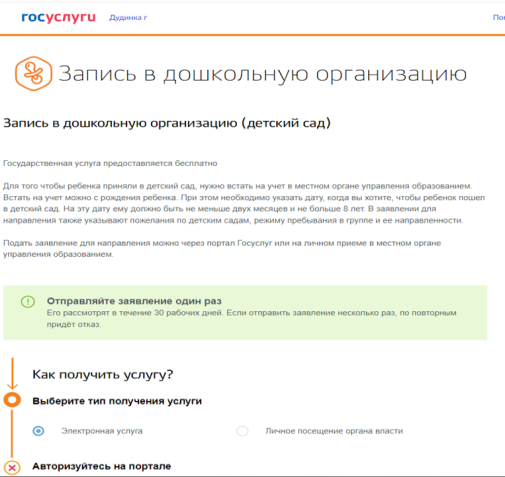 госуслуги Дудинка г
Запись в дошкольную организацию
Запись в дошкольную организацию (детский сад)
Государственная услуга предоставляется бесплатно
Для того чтобы ребенка приняли в детский сад, нужно встать на учет в местном органе управления образованием.
Встать на учет можно с рождения ребенка. При этом необходимо указать дату, когда вы хотите, чтобы ребенок пошел
в детский сад. На эту дату ему должно быть не меньше двух месяцев и не больше 8 лет. В заявлении для
направления также указывают пожелания по детским садам, режиму пребывания в группе и ее направленности.
Подать заявление для направления можно через портал Госуслуг или на личном приеме в местном органе
управления образованием.
Отправляйте заявление один раз
Его рассмотрят в течение 30 рабочих дней. Если отправить заявление несколько раз, по повторным
придёт отказ.
Как получить услугу?
Выберите тип получения услуги
Электронная услуга Личное посещение органа власти
Авторизуйтесь на портале